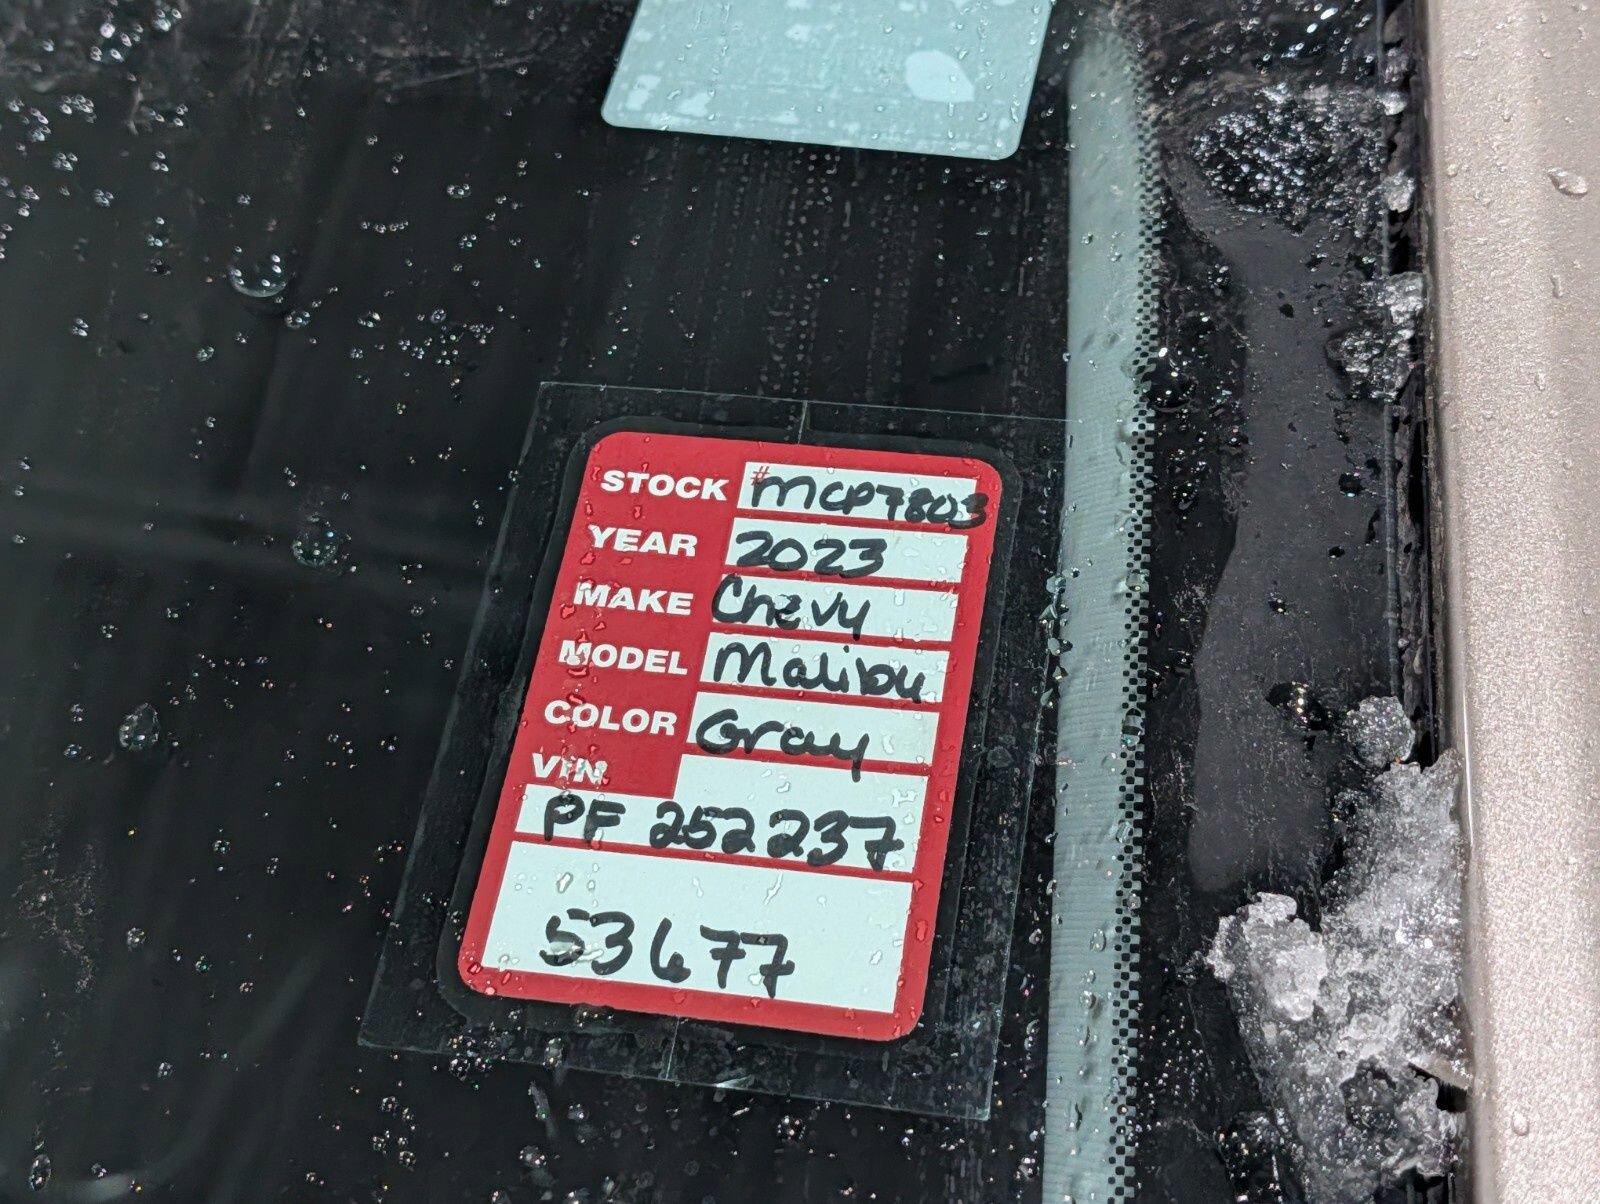 STOCK #MCP7803
YEAR 2023
MAKE Chevy
MODEL Malibu
COLOR Gray
VIN
PF 252237
53677